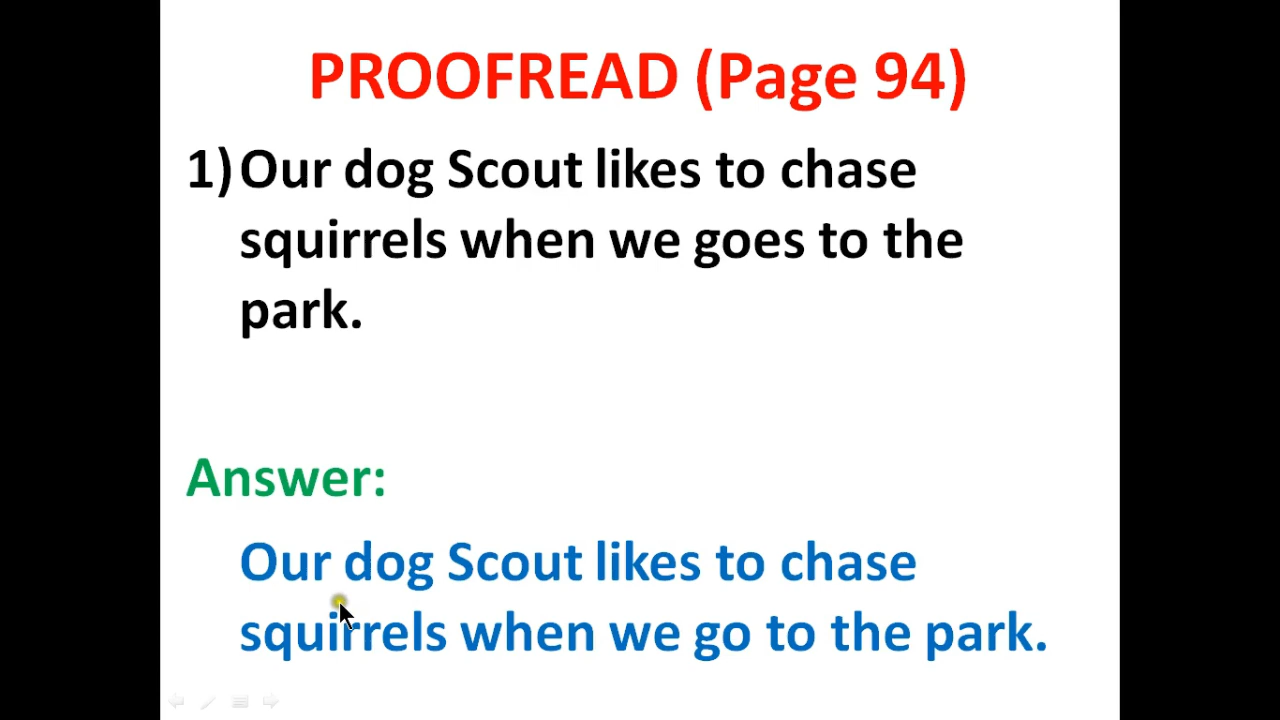 PROOFREAD (Page 94)
1) Our dog Scout likes to chase
squirrels when we goes to the
park.
Answer:
Our dog Scout likes to chase
squirrels when we go to the park.